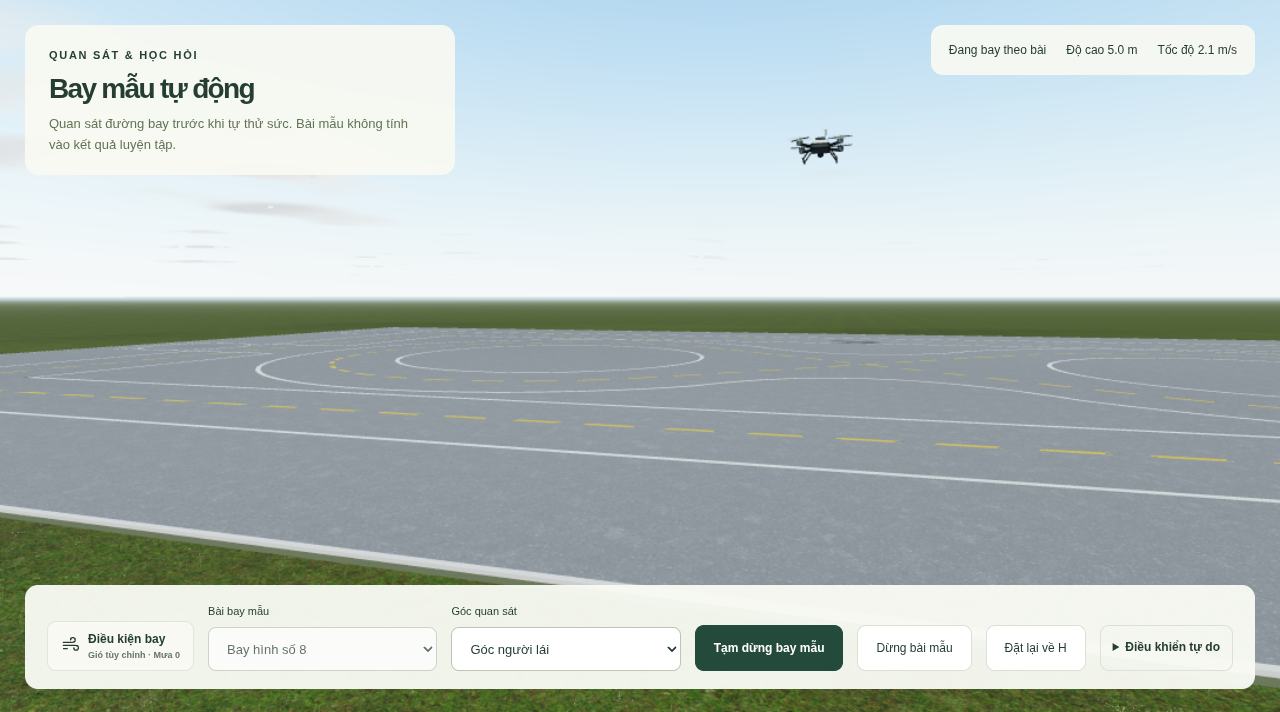 QUAN SÁT & HỌC HỎI
Bay mẫu tự động
Quan sát đường bay trước khi tự thử sức. Bài mẫu không tính
vào kết quả luyện tập.
Đang bay theo bài
Độ cao 5.0 m
Tốc độ 2.1 m/s
Điều kiện bay
Gió tùy chỉnh · Mưa 0
Bài bay mẫu
Bay hình số 8
Góc quan sát
Góc người lái
Tạm dừng bay mẫu
Dừng bài mẫu
Đặt lại về H
Điều khiển tự do